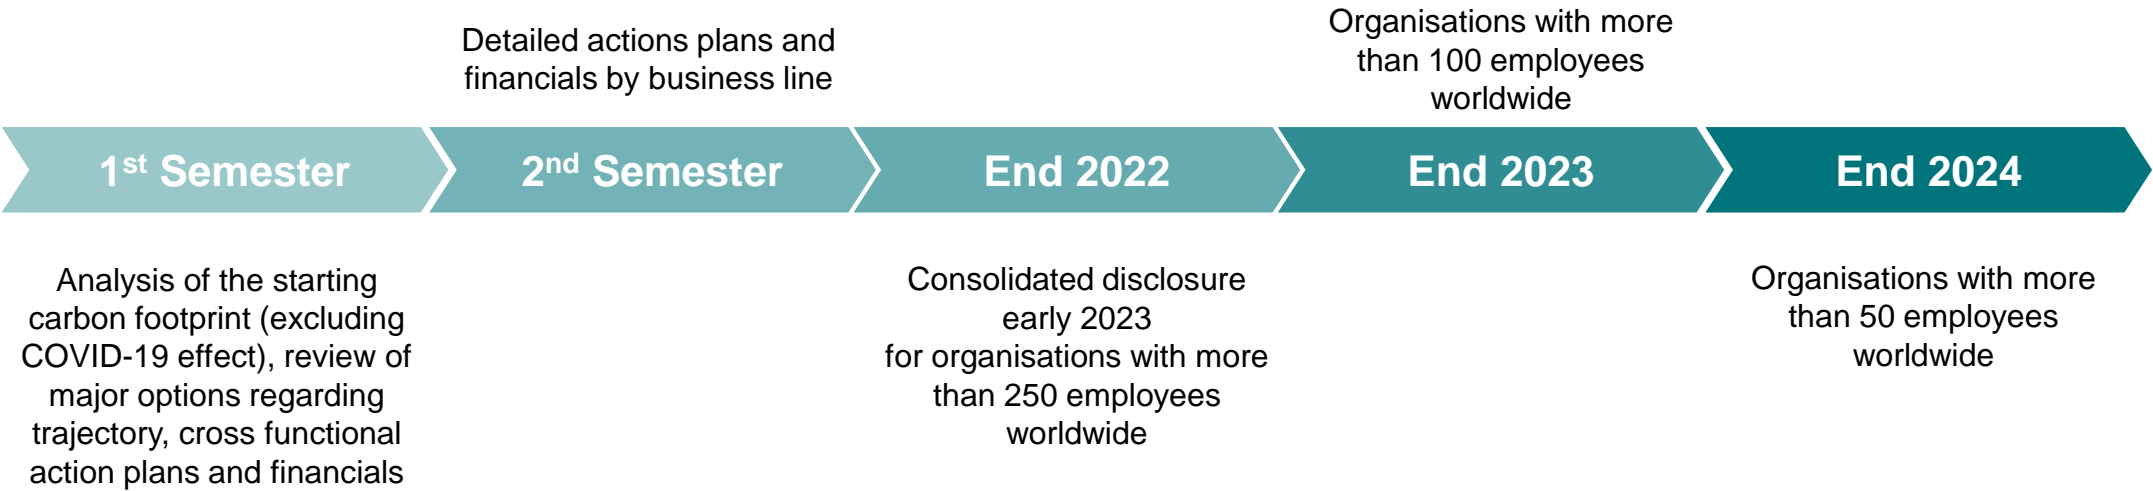 Detailed actions plans and
financials by business line
Organisations with more
than 100 employees
worldwide
1st Semester
2nd Semester
End 2022
End 2023
End 2024
Analysis of the starting
carbon footprint (excluding
COVID-19 effect), review of
major options regarding
trajectory, cross functional
action plans and financials
Consolidated disclosure
early 2023
for organisations with more
than 250 employees
worldwide
Organisations with more
than 50 employees
worldwide